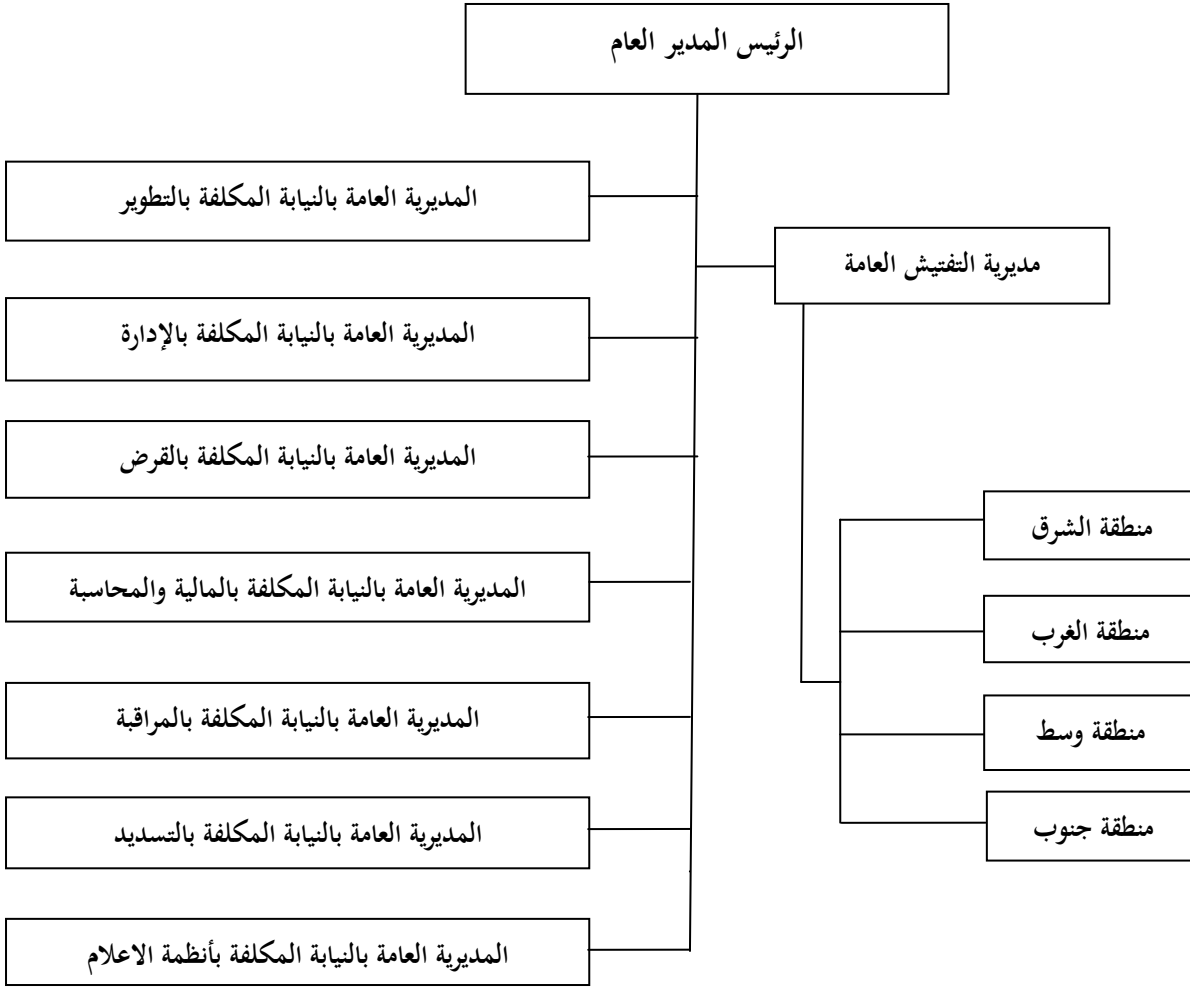 الرئيس المدير العام
المديرية العامة بالنيابة المكلفة بالتطوير
مديرية التفتيش العامة
المديرية العامة بالنيابة المكلفة بالإدارة
المديرية العامة بالنيابة المكلفة بالقرض
منطقة الشرق
المديرية العامة بالنيابة المكلفة بالمالية والمحاسبة
منطقة الغرب
المديرية العامة بالنيابة المكلفة بالمراقبة
منطقة وسط
المديرية العامة بالنيابة المكلفة بالتسديد
منطقة جنوب
المديرية العامة بالنيابة المكلفة بأنظمة الاعلام